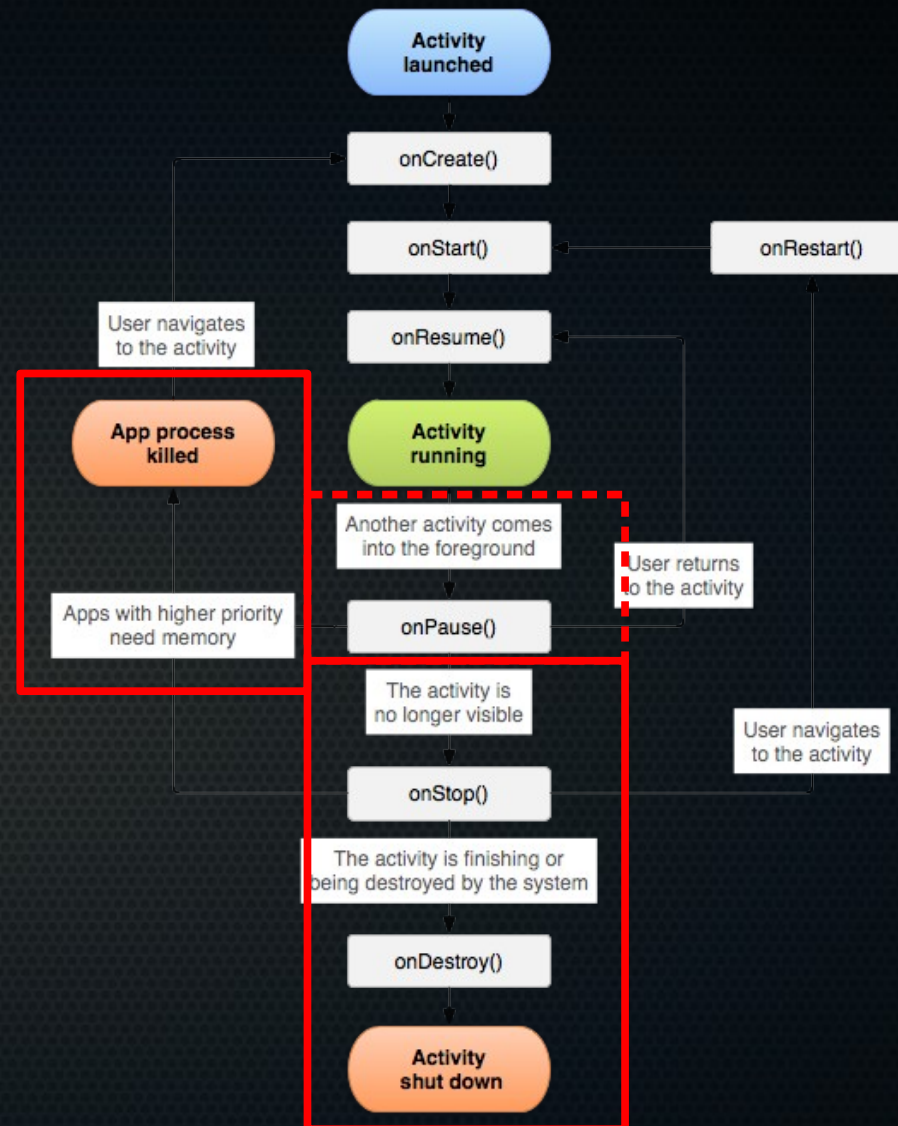 Activity
launched
onCreate()
onStart()
onRestart()
User navigates
to the activity
onResume()
App process
killed
Activity
running
Another activity comes
into the foreground
User returns
to the activity
Apps with higher priority
need memory
onPause()
The activity is
no longer visible
User navigates
to the activity
onStop()
The activity is finishing or
being destroyed by the system
onDestroy()
Activity
shut down